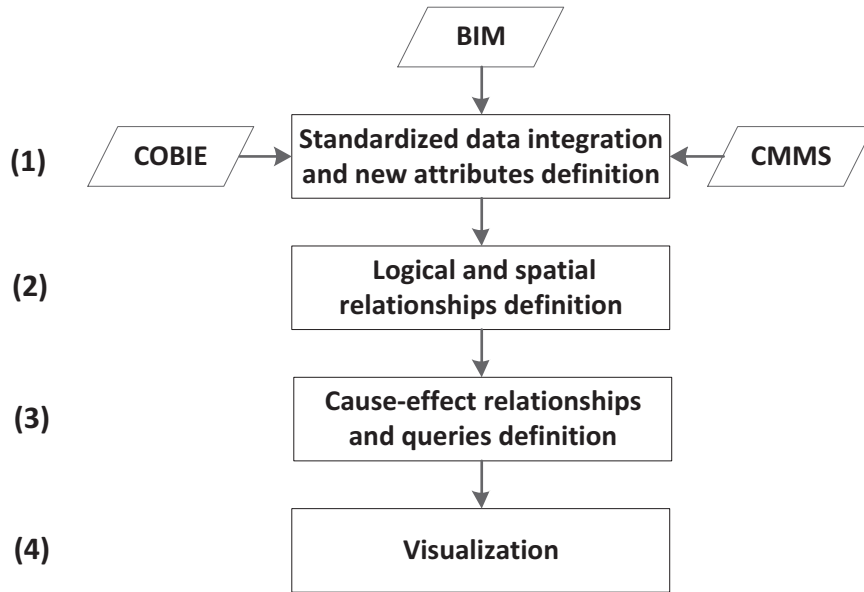 BIM
(1)
COBIE
Standardized data integration
and new attributes definition
CMMS
(2)
Logical and spatial
relationships definition
(3)
Cause-effect relationships
and queries definition
(4)
Visualization